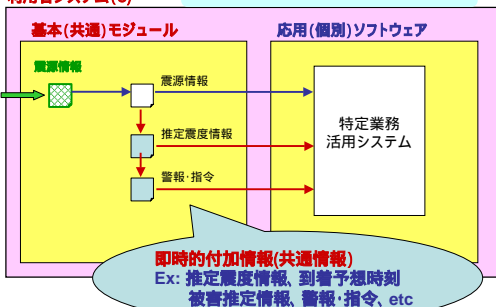 基本(共通)モジュール
応用(個別)ソフトウェア
震源情報
震源情報
推定震度情報
警報・指令
特定業務
活用システム
即時的付加情報(共通情報)
Ex: 推定震度情報、到着予想時刻
被害推定情報、警報・指令、etc